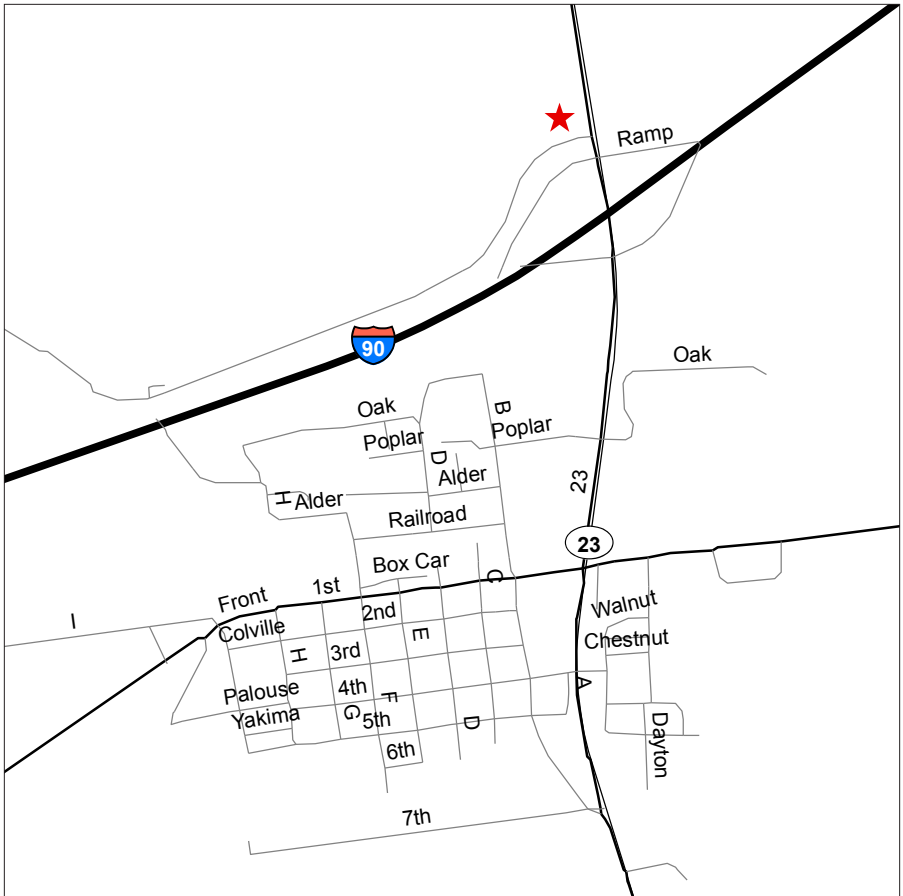 Ramp
90
Oak
Oak
B
Poplar
Poplar
D
Alder
23
H
Alder
Railroad
23
Box Car
C
1st
Front
2nd
Walnut
I
Colville
E
Chestnut
H
3rd
4th
A
Palouse
F
Yakima
G
5th
D
Dayton
6th
7th